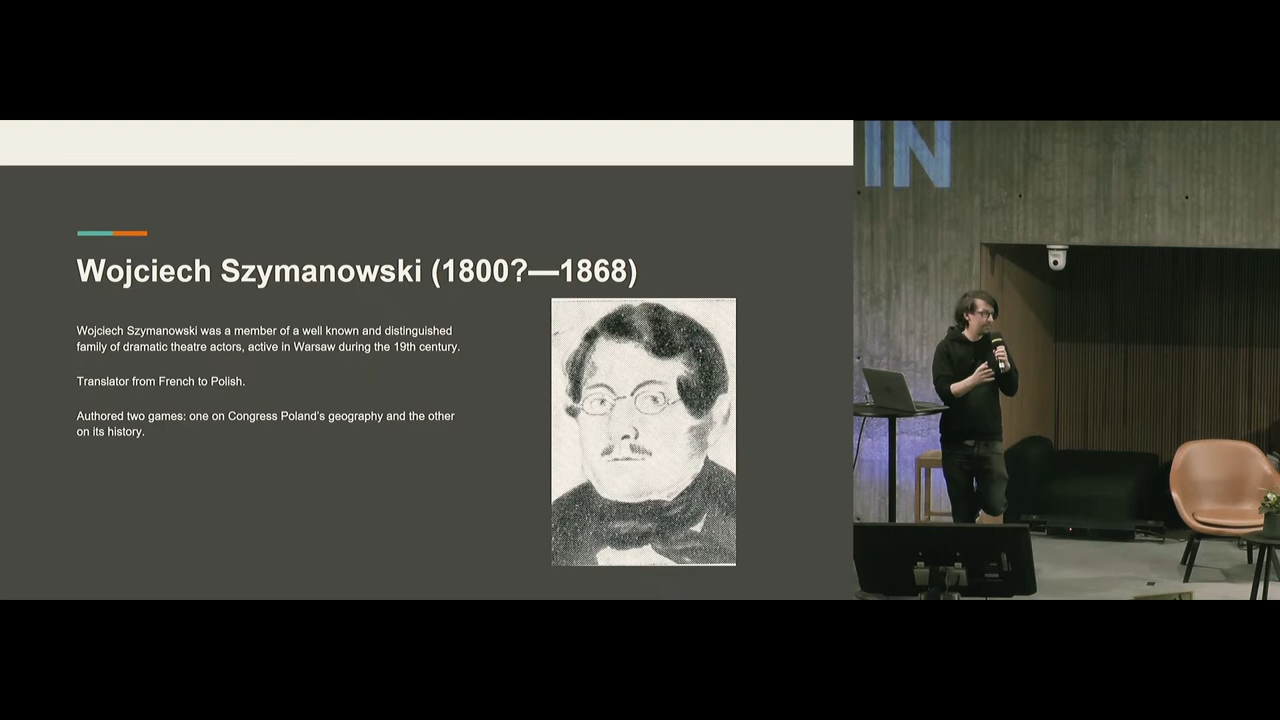 Wojciech Szymanowski (1800?—1868)
Wojciech Szymanowski was a member of a well known and distinguished
family of dramatic theatre actors, active in Warsaw during the 19th century.
Translator from French to Polish.
Authored two games: one on Congress Poland's geography and the other
on its history.
IN